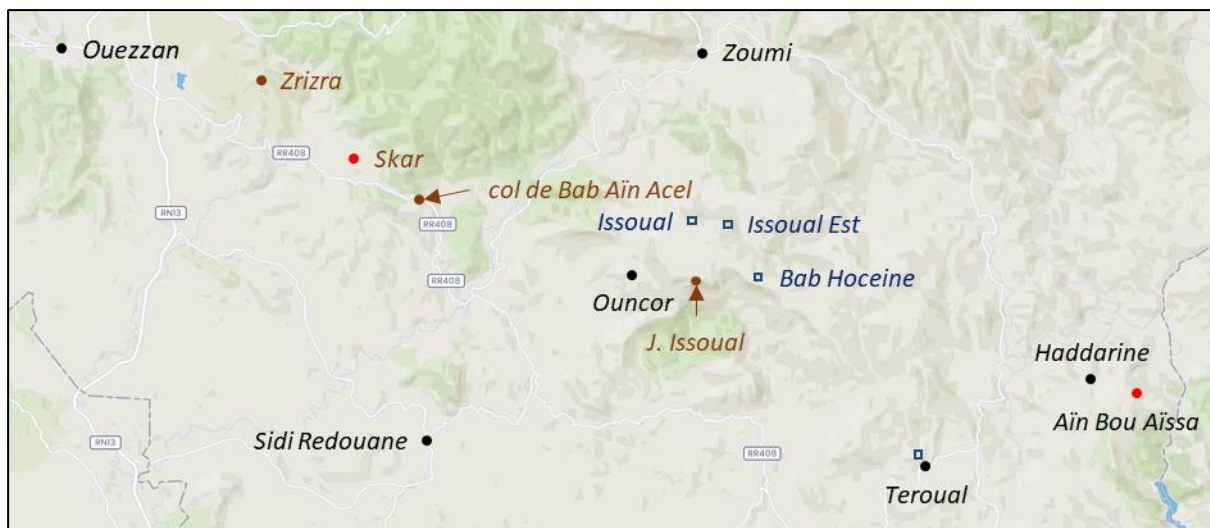 Ouezzan
Zoumi
Zrizra
RR408
Skar
col de Bab Aïn Acel
RN13
RR408
Issoual
Issoual Est
RR408
Ouncor
Bab Hoceine
J. Issoual
Haddarine
Aïn Bou Aïssa
Sidi Redouane
RN13
RR408
Teroual